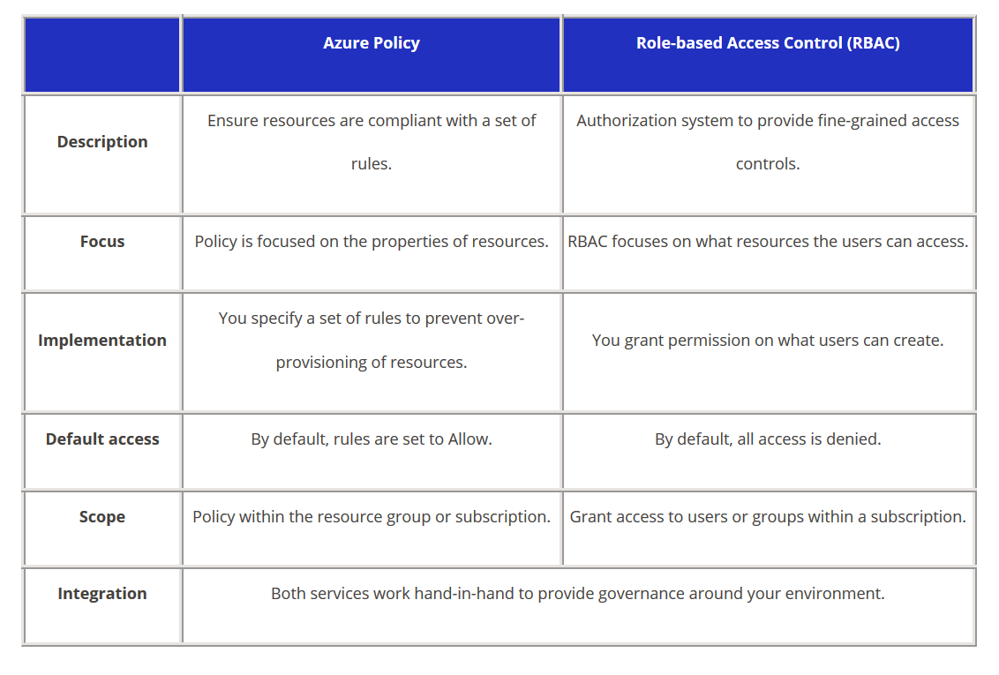 Azure Policy
Role-based Access Control (RBAC)
Description
Ensure resources are compliant with a set of
rules.
Authorization system to provide fine-grained access
controls.
Focus
Policy is focused on the properties of resources.
RBAC focuses on what resources the users can access.
Implementation
You specify a set of rules to prevent over-
provisioning of resources.
You grant permission on what users can create.
Default access
By default, rules are set to Allow.
By default, all access is denied.
Scope
Policy within the resource group or subscription.
Grant access to users or groups within a subscription.
Integration
Both services work hand-in-hand to provide governance around your environment.